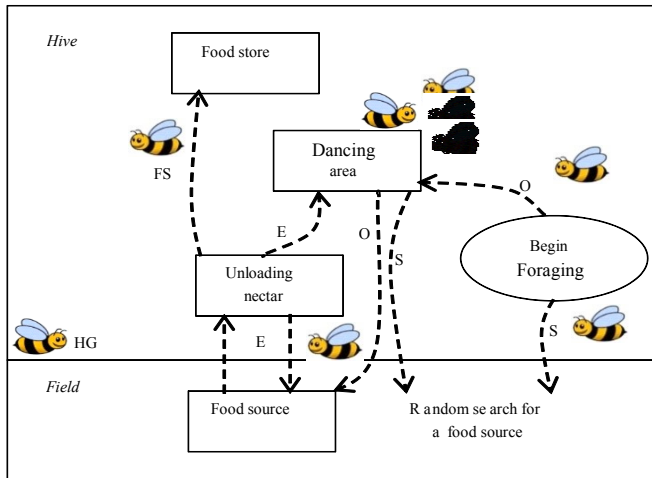 Hive
Food store
Dancing
area
FS
O
E
O
S
Begin
Foraging
Unloading
nectar
HG
E
S
Field
Food source
R andom se arch for
a food source